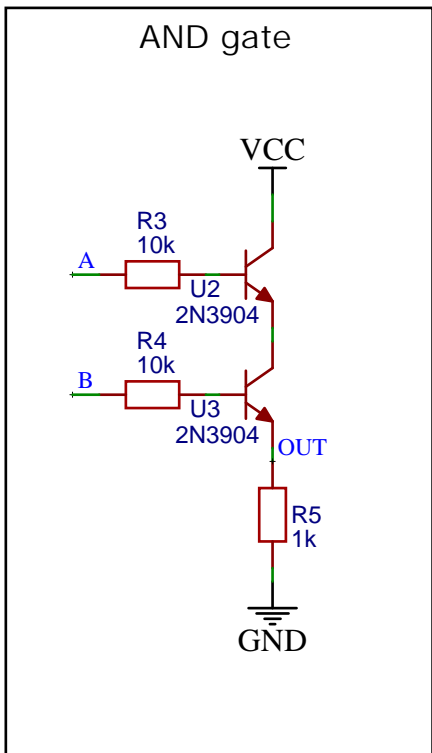 AND gate
VCC
R3
10k
A
U2
2N3904
R4
10k
B
U3
2N3904
OUT
R5
1k
GND